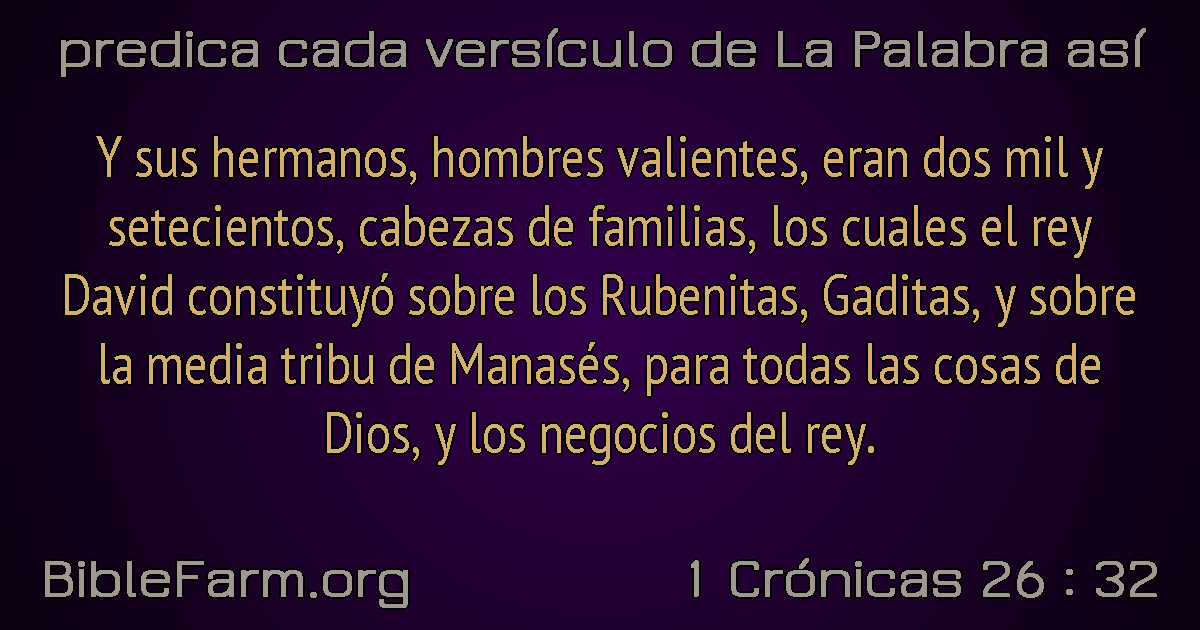 predica cada versículo de La Palabra así
Y sus hermanos, hombres valientes, eran dos mil y
setecientos, cabezas de familias, los cuales el rey
David constituyó sobre los Rubenitas, Gaditas, y sobre
la media tribu de Manasés, para todas las cosas de
Dios, y los negocios del rey.
BibleFarm.org
1 Crónicas 26 : 32